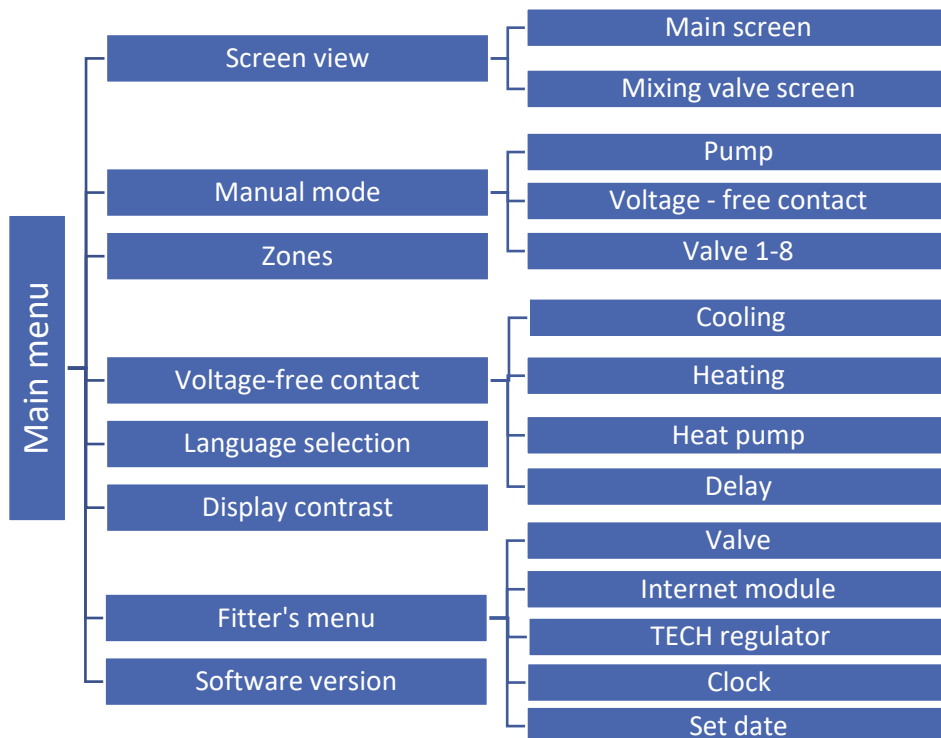 Main menu
Screen view
Main screen
Mixing valve screen
Manual mode
Pump
Voltage - free contact
Valve 1-8
Zones
Voltage-free contact
Cooling
Heating
Heat pump
Delay
Language selection
Display contrast
Fitter's menu
Valve
Internet module
TECH regulator
Clock
Set date
Software version